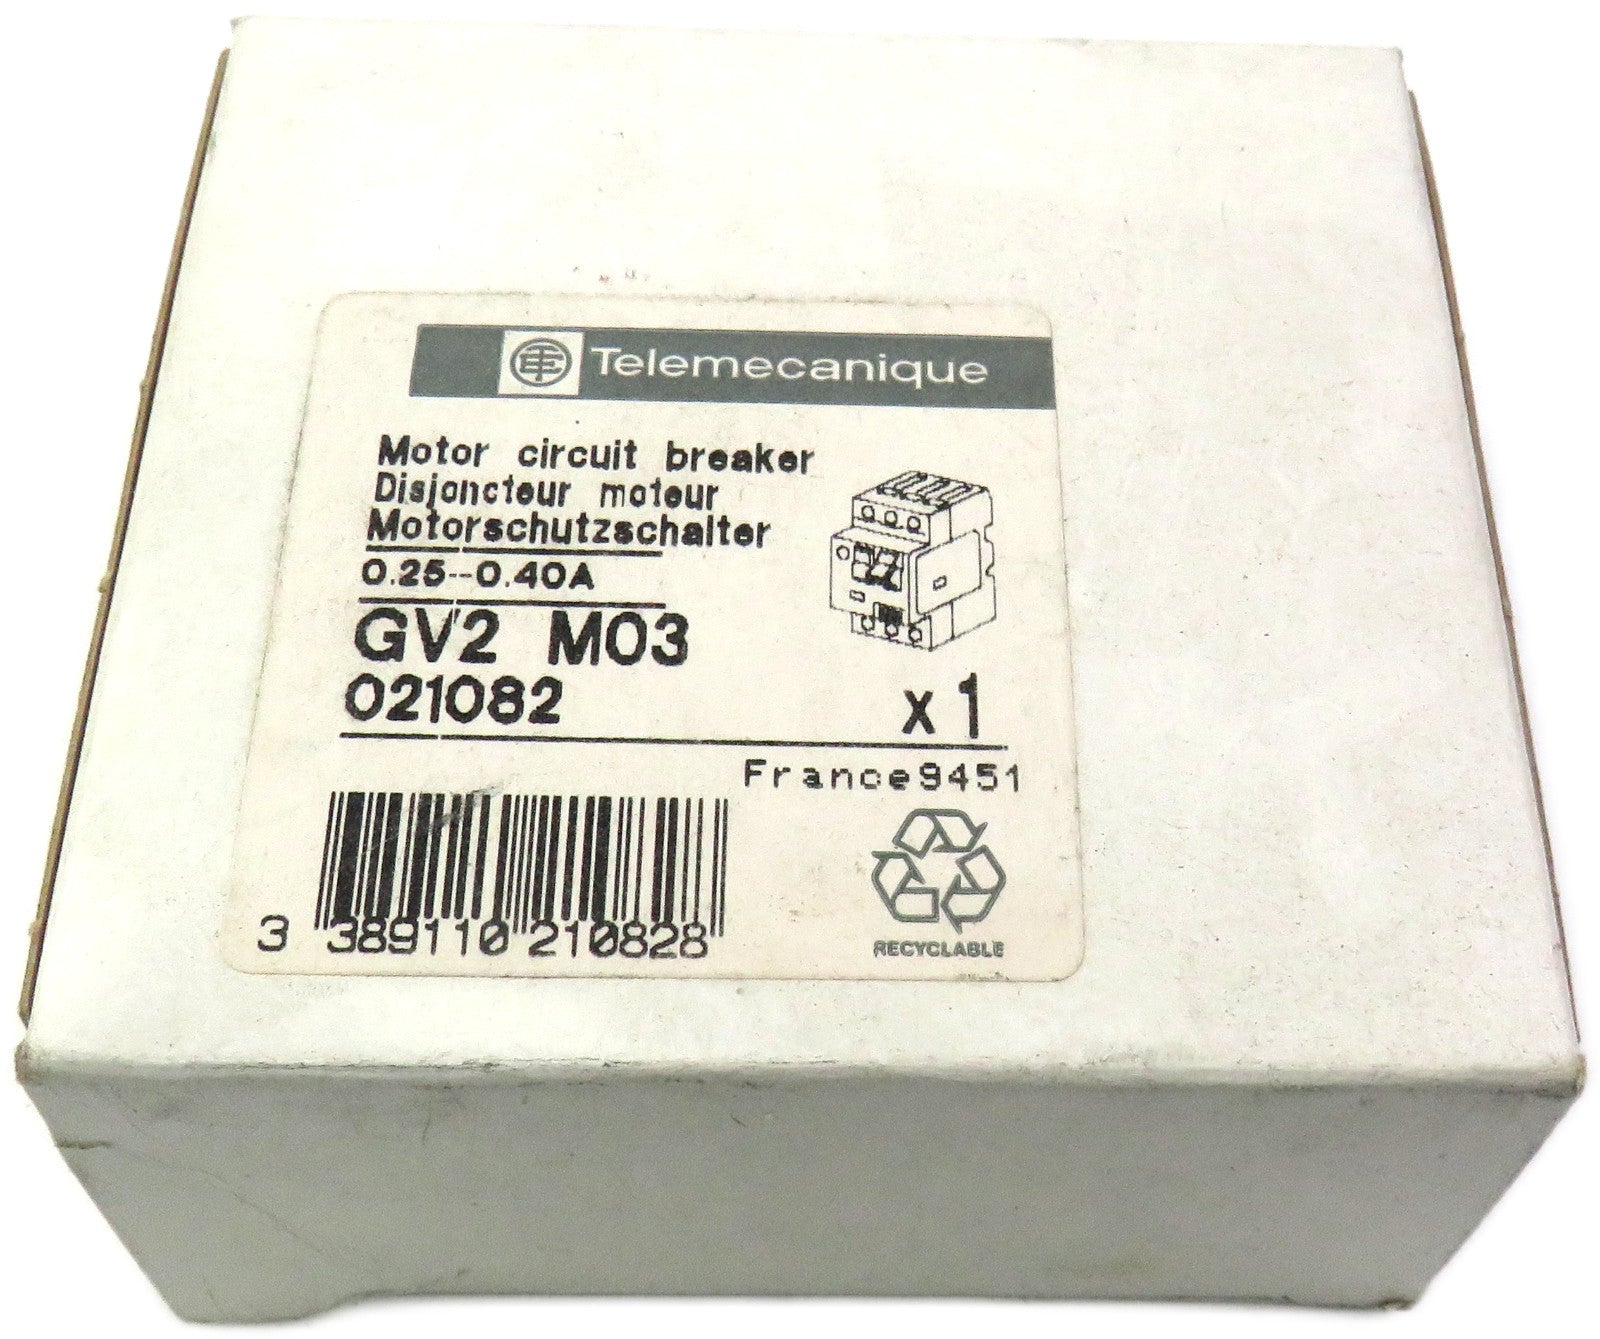 Telemecanique
Motor circuit breaker
Disjoncteur moteur
Motorschutzschalter
0.25--0.40A
GV2 M03
021082
x 1
France9451
3 389110 210828
RECYCLABLE